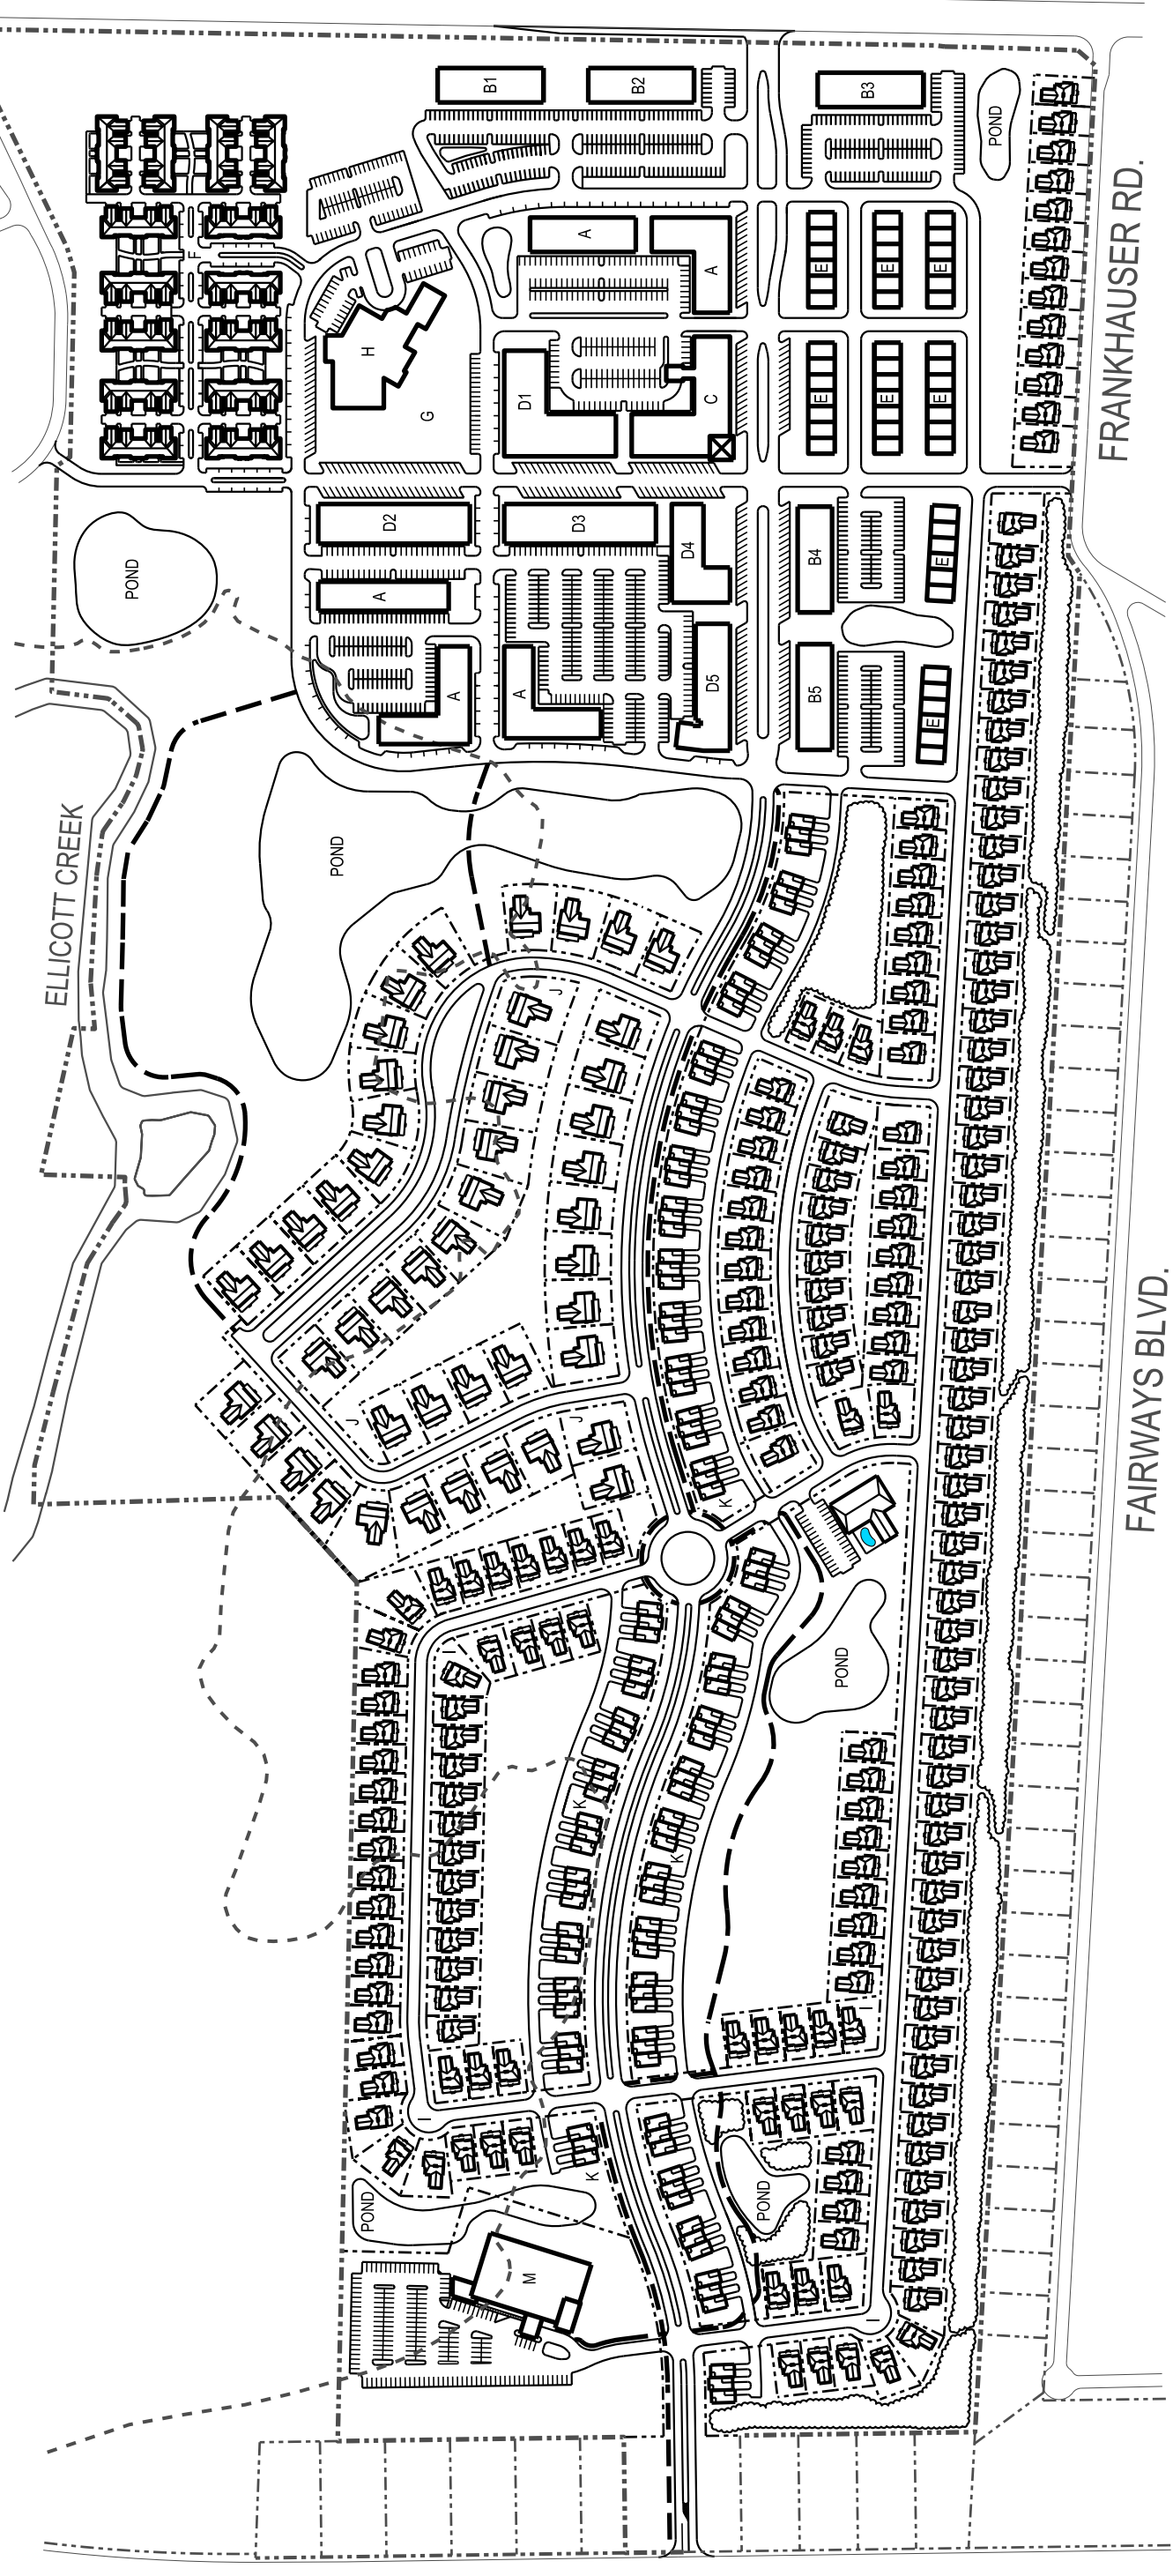 B1
B2
B3
POND
FRANKHAUSER RD.
F
A
A
E
E
E
H
G
D1
C
E
E
E
D2
D3
D4
B4
E
POND
A
A
A
D5
B5
E
ELLICOTT CREEK
POND
J
J
J
K
FAIRWAYS BLVD.
I
POND
K
K
I
I
K
POND
POND
M
I